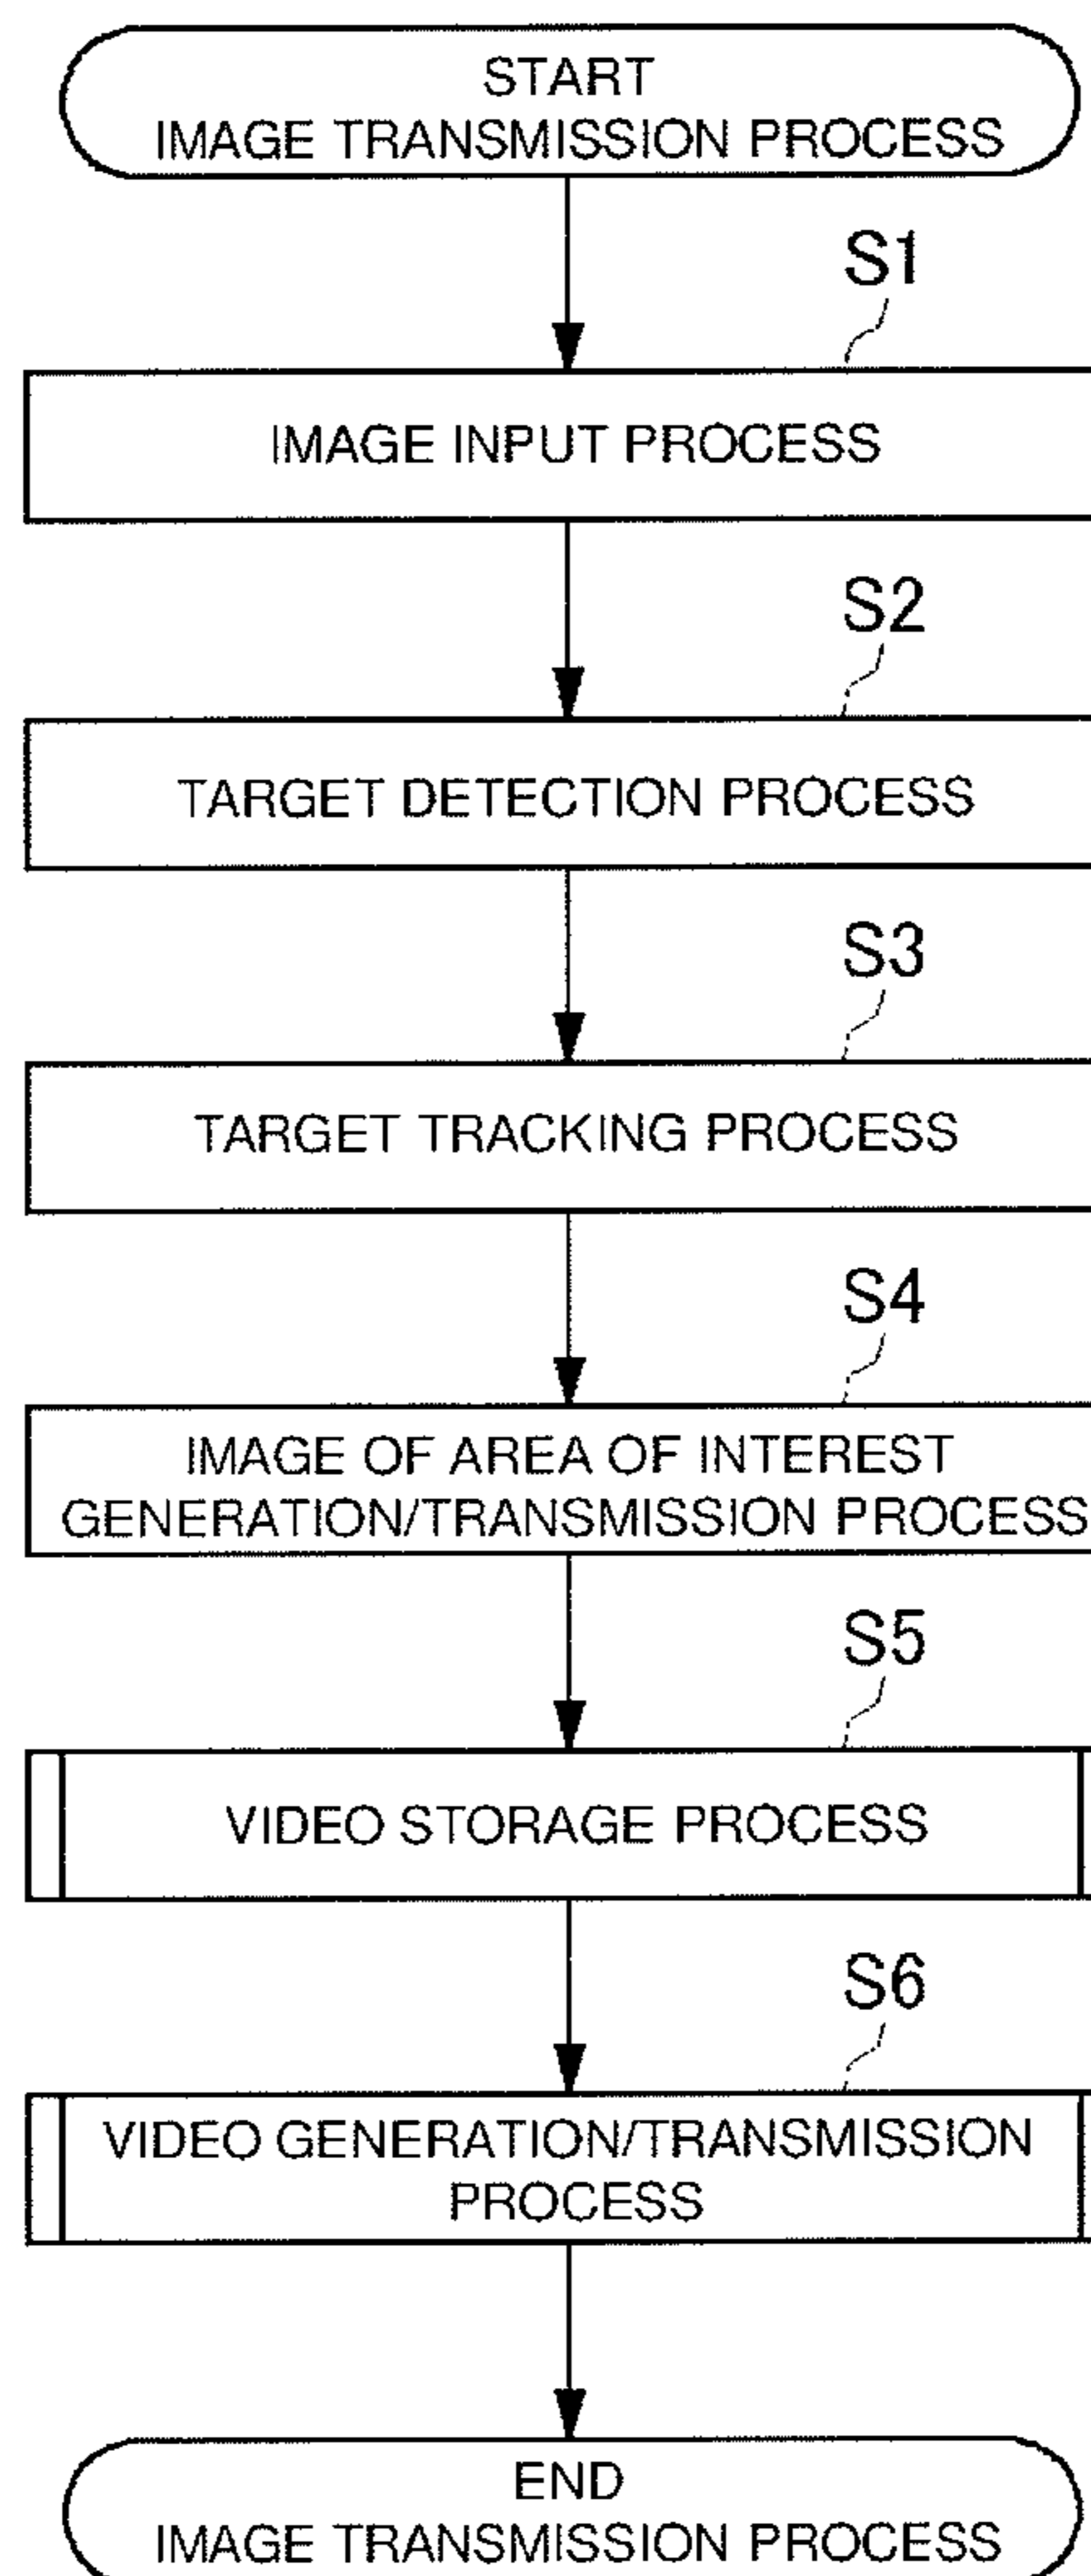 START
IMAGE TRANSMISSION PROCESS
S1
IMAGE INPUT PROCESS
S2
TARGET DETECTION PROCESS
S3
TARGET TRACKING PROCESS
S4
IMAGE OF AREA OF INTEREST
GENERATION/TRANSMISSION PROCESS
S5
VIDEO STORAGE PROCESS
S6
VIDEO GENERATION/TRANSMISSION
PROCESS
END
IMAGE TRANSMISSION PROCESS